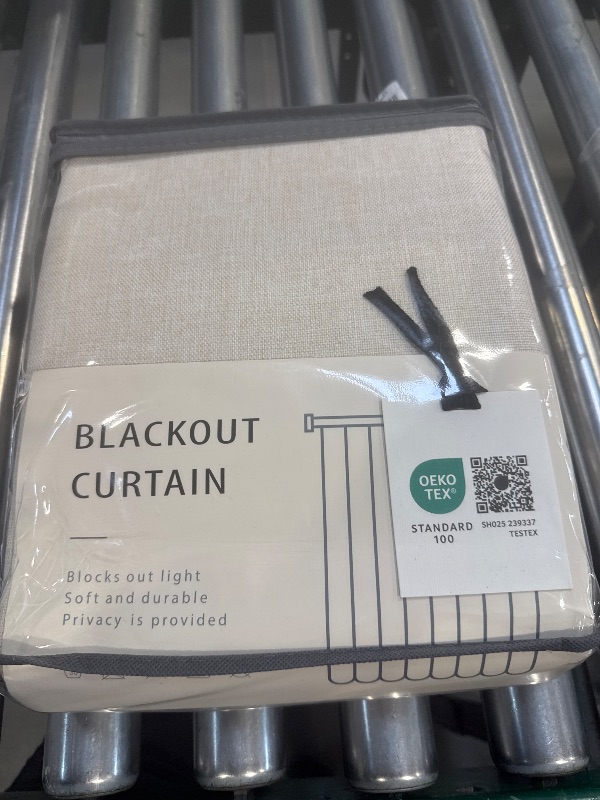 BLACKOUT
CURTAIN
Blocks out light
Soft and durable
Privacy is provided
OEKO
TEX®
STANDARD
100
SH025 239337
TESTEX